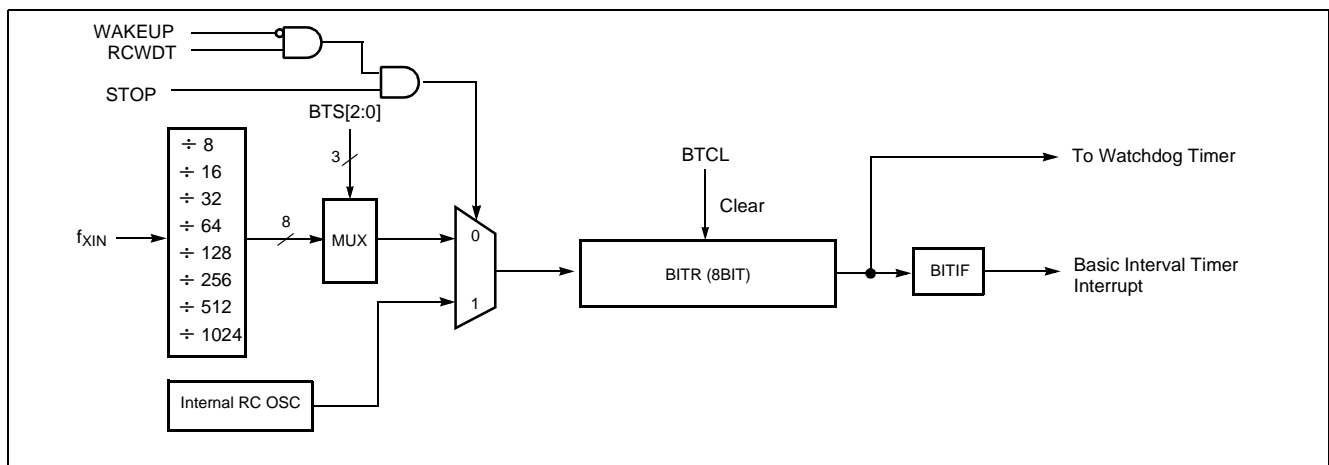 WAKEUP
RCWDT
STOP
BTS[2:0]
÷ 8
÷ 16
÷ 32
÷ 64
÷ 128
÷ 256
÷ 512
÷ 1024
fXIN
8
3
MUX
0
1
Internal RC OSC
BTCL
Clear
BITR (8BIT)
BITIF
To Watchdog Timer
Basic Interval Timer
Interrupt